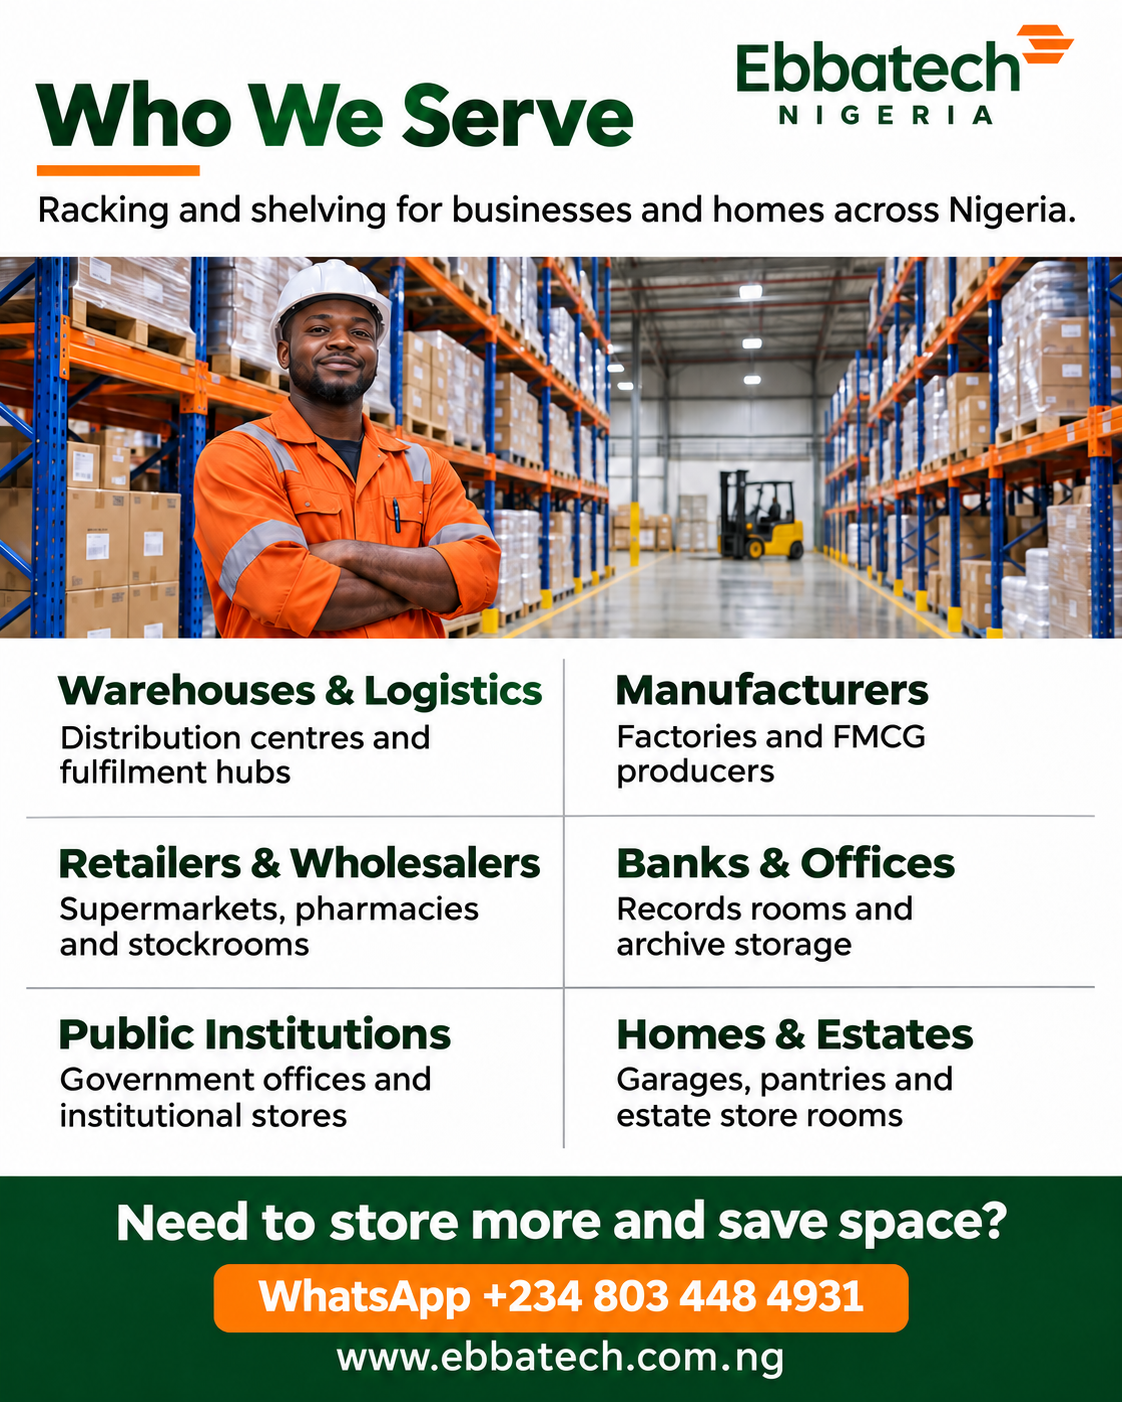 Ebbatech
NIGERIA
Who We Serve
Racking and shelving for businesses and homes across Nigeria.
Warehouses & Logistics
Distribution centres and
fulfilment hubs
Manufacturers
Factories and FMCG
producers
Retailers & Wholesalers
Supermarkets, pharmacies
and stockrooms
Banks & Offices
Records rooms and
archive storage
Public Institutions
Government offices and
institutional stores
Homes & Estates
Garages, pantries and
estate store rooms
Need to store more and save space?
WhatsApp +234 803 448 4931
www.ebbatech.com.ng